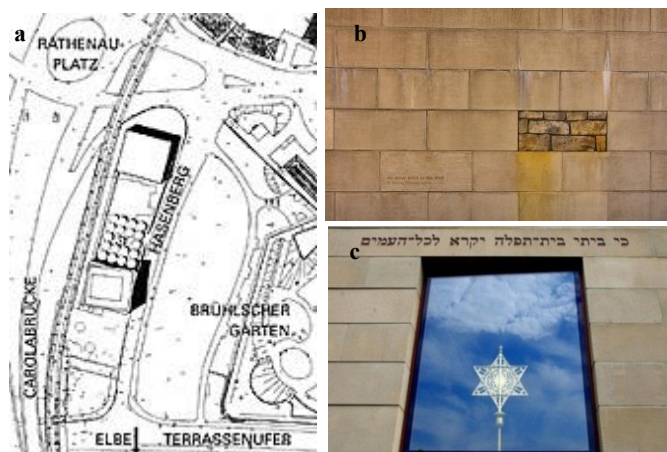 a
RATHENAU-
PLATZ
HASENBERG
CAROLABRÜCKE
BRÜHLSCHER
GARTEN
ELBE
TERRASSENUFER
b
c
כי ביתי בית־תפלה יקרא לכל־העמים